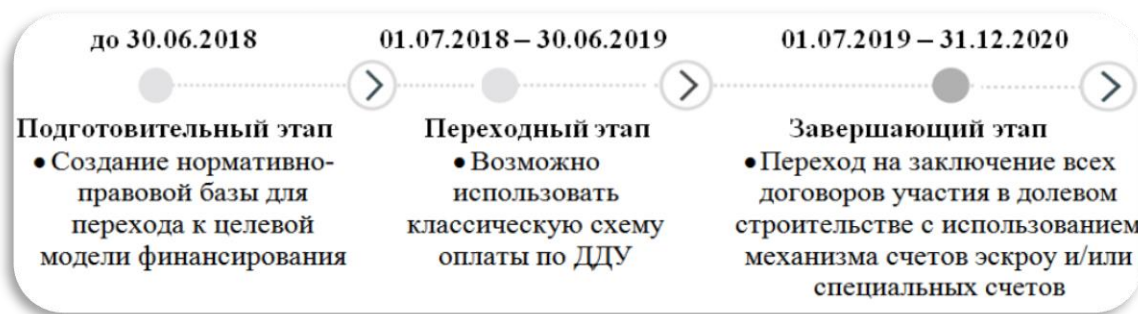 до 30.06.2018
Подготовительный этап
• Создание нормативно-
правовой базы для
перехода к целевой
модели финансирования
01.07.2018 – 30.06.2019
Переходный этап
• Возможно
использовать
классическую схему
оплаты по ДДУ
01.07.2019 – 31.12.2020
Завершающий этап
• Переход на заключение всех
договоров участия в долевом
строительстве с использованием
механизма счетов эскроу и/или
специальных счетов